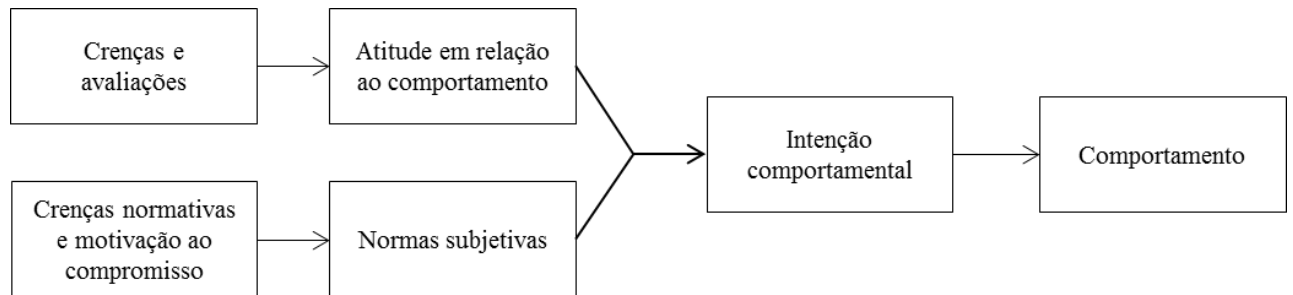 Crenças e
avaliações
Atitude em relação
ao comportamento
Crenças normativas
e motivação ao
compromisso
Normas subjetivas
Intenção
comportamental
Comportamento